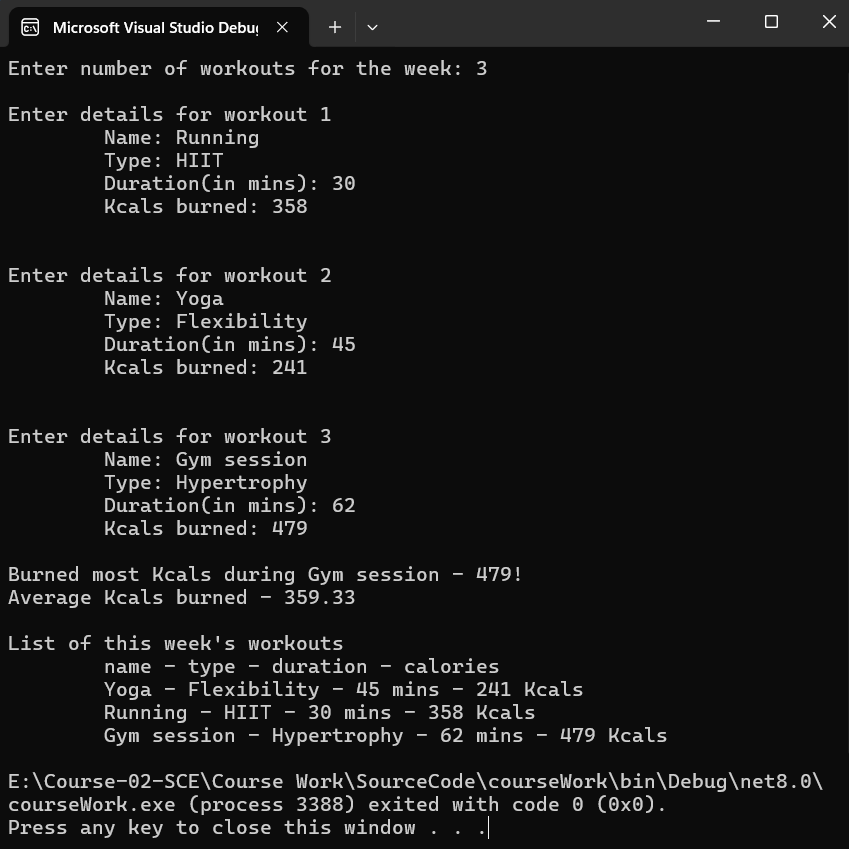 Microsoft Visual Studio Debug
Enter number of workouts for the week: 3
Enter details for workout 1
Name: Running
Type: HIIT
Duration(in mins): 30
Kcals burned: 358
Enter details for workout 2
Name: Yoga
Type: Flexibility
Duration(in mins): 45
Kcals burned: 241
Enter details for workout 3
Name: Gym session
Type: Hypertrophy
Duration(in mins): 62
Kcals burned: 479
Burned most Kcals during Gym session - 479!
Average Kcals burned - 359.33
List of this week's workouts
name - type - duration - calories
Yoga - Flexibility - 45 mins - 241 Kcals
Running - HIIT - 30 mins - 358 Kcals
Gym session - Hypertrophy - 62 mins - 479 Kcals
E:\Course-02-SCE\Course Work\SourceCode\courseWork\bin\Debug\net8.0\
courseWork.exe (process 3388) exited with code 0 (0x0).
Press any key to close this window . . .